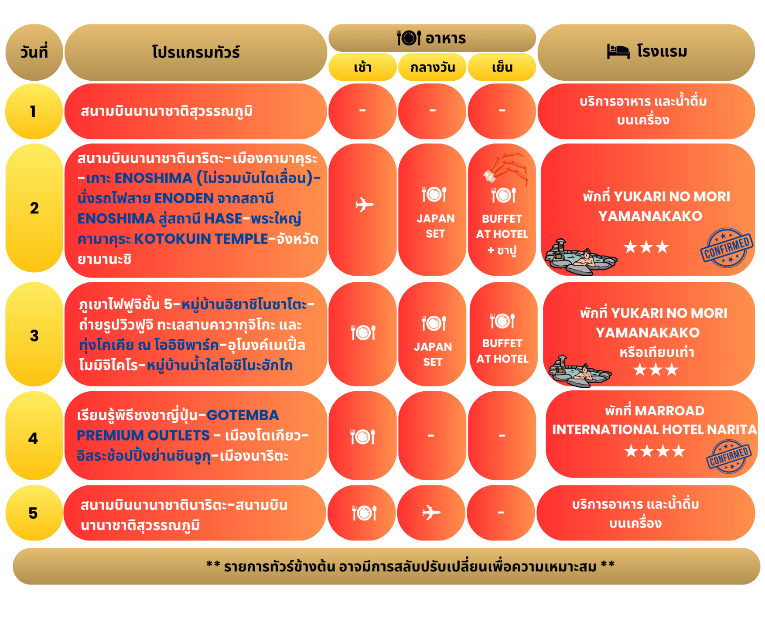 วันที่
โปรแกรมทัวร์
อาหาร
เช้า
กลางวัน
เย็น
โรงแรม
1
สนามบินนานาชาติสุวรรณภูมิ
-
-
-
บริการอาหาร และน้ำดื่ม
บนเครื่อง
2
สนามบินนานาชาตินาริตะ-เมืองคามาคุระ
-เกาะ ENOSHIMA (ไม่รวมบันไดเลื่อน)-
นั่งรถไฟสาย ENODEN จากสถานี
ENOSHIMA สู่สถานี HASE-พระใหญ่
คามาคุระ KOTOKUIN TEMPLE-จังหวัด
ยามานะชิ
JAPAN
SET
BUFFET
AT HOTEL
+ ขาปู
พักที่ YUKARI NO MORI
YAMANAKAKO
CONFIRMED
3
ภูเขาไฟฟูจิชั้น 5-หมู่บ้านอิยาชิโนซาโตะ-
ถ่ายรูปวิวฟูจิ ทะเลสาบคาวากุจิโกะ และ
ทุ่งโคเคีย ณ โออิชิพาร์ค-อุโมงค์เมเปิ้ล
โมมิจิไคโร-หมู่บ้านน้ำใสโอชิโนะฮักไก
JAPAN
SET
BUFFET
AT HOTEL
พักที่ YUKARI NO MORI
YAMANAKAKO
หรือเทียบเท่า
4
เรียนรู้พิธีชงชาญี่ปุ่น-GOTEMBA
PREMIUM OUTLETS - เมืองโตเกียว-
อิสระช้อปปิ้งย่านชินจูกุ-เมืองนาริตะ
-
-
พักที่ MARROAD
INTERNATIONAL HOTEL NARITA
CONFIRMED
5
สนามบินนานาชาตินาริตะ-สนามบิน
นานาชาติสุวรรณภูมิ
-
บริการอาหาร และน้ำดื่ม
บนเครื่อง
** รายการทัวร์ข้างต้น อาจมีการสลับปรับเปลี่ยนเพื่อความเหมาะสม **